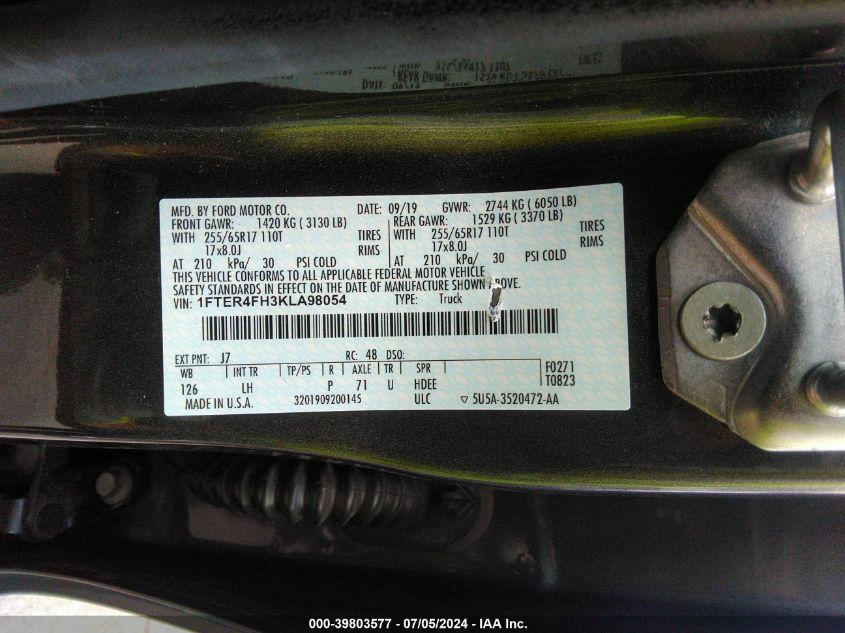 MFD. BY FORD MOTOR CO. DATE: 09/19 GVWR: 2744 KG ( 6050 LB)
FRONT GAWR: 1420 KG ( 3130 LB) REAR GAWR: 1529 KG ( 3370 LB)
WITH 255/65R17 110T TIRES WITH 255/65R17 110T TIRES
17x8.0J RIMS 17x8.0J RIMS
AT 210 kPa/ 30 PSI COLD AT 210 kPa/ 30 PSI COLD
THIS VEHICLE CONFORMS TO ALL APPLICABLE FEDERAL MOTOR VEHICLE
SAFETY STANDARDS IN EFFECT ON THE DATE OF MANUFACTURE SHOWN ABOVE.
VIN: 1FTER4FH3KLA98054 TYPE: Truck
EXT PNT: J7 RC: 48 DSO:
WB INT TR TP/PS R AXLE TR SPR F0271
126 LH P 71 U HDEE T0823
MADE IN U.S.A. 3201909200145 ULC ▽ 5U5A-3520472-AA
000-39803577 - 07/05/2024 - IAA Inc.